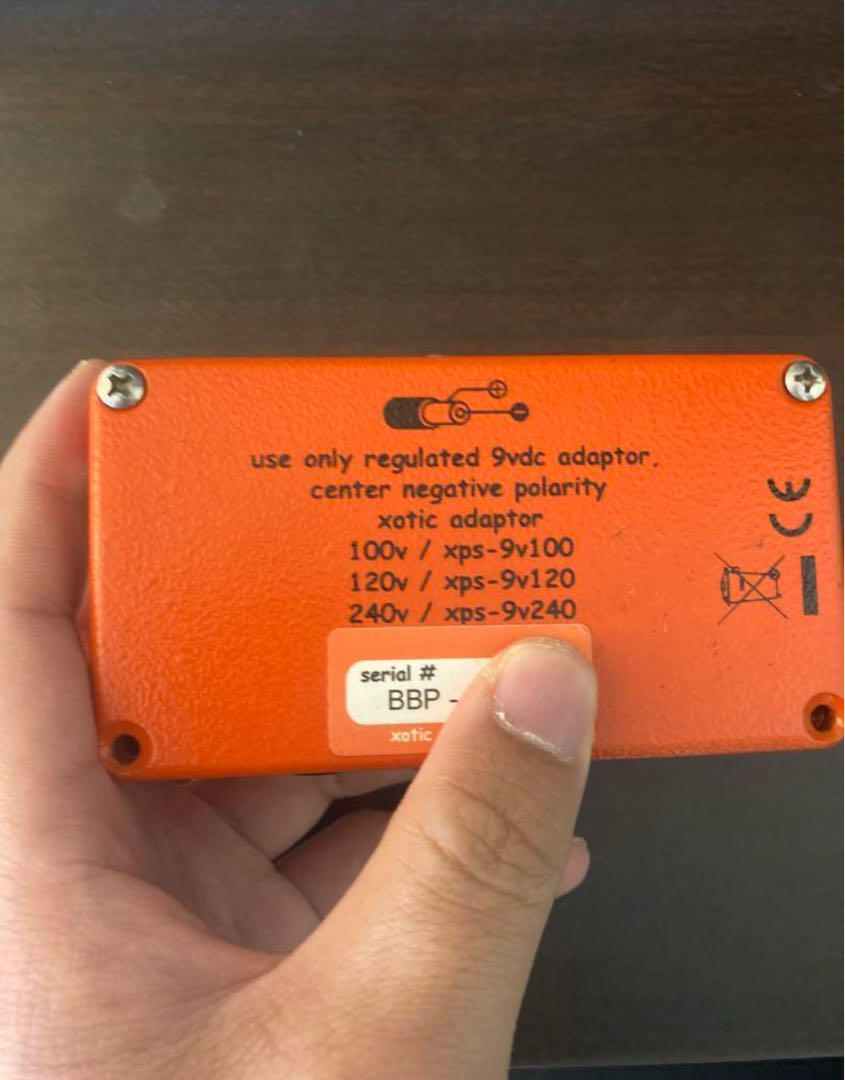 use only regulated 9vdc adaptor,
center negative polarity
xotic adaptor
100v / xps-9v100
120v / xps-9v120
240v / xps-9v240
serial #
BBP -
xotic
CE